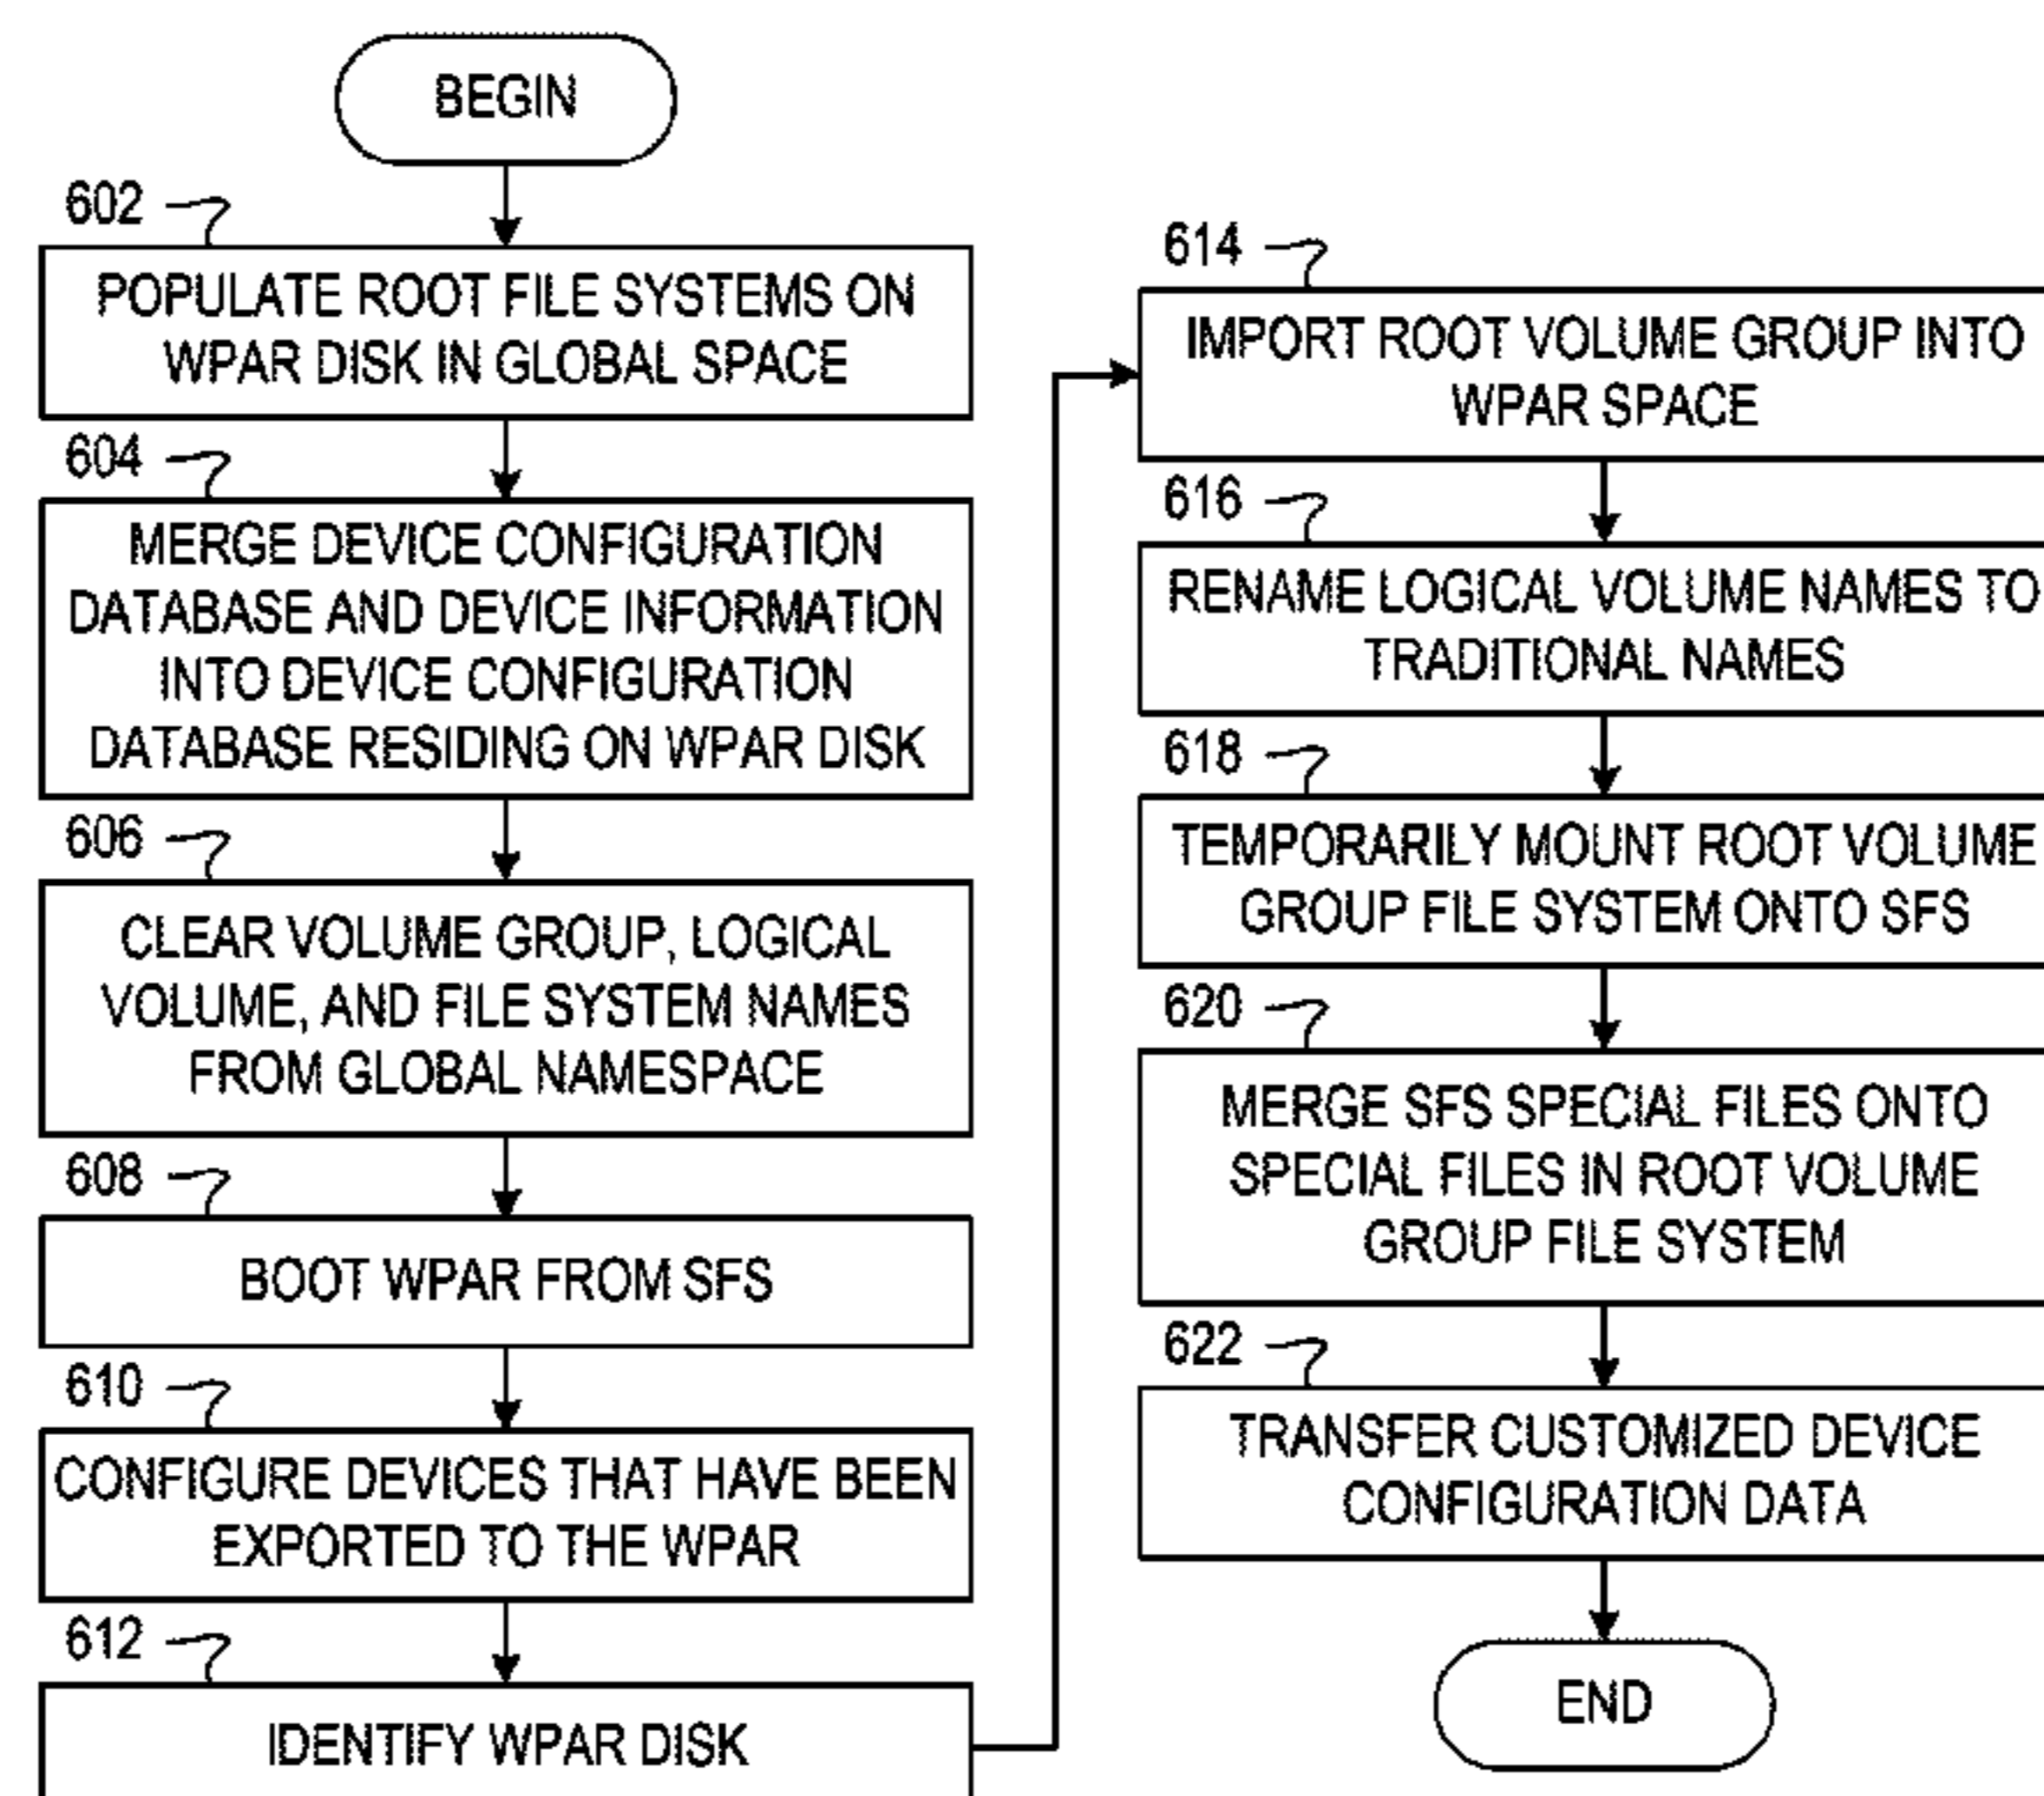 BEGIN
602
POPULATE ROOT FILE SYSTEMS ON
WPAR DISK IN GLOBAL SPACE
604
MERGE DEVICE CONFIGURATION
DATABASE AND DEVICE INFORMATION
INTO DEVICE CONFIGURATION
DATABASE RESIDING ON WPAR DISK
606
CLEAR VOLUME GROUP, LOGICAL
VOLUME, AND FILE SYSTEM NAMES
FROM GLOBAL NAMESPACE
608
BOOT WPAR FROM SFS
610
CONFIGURE DEVICES THAT HAVE BEEN
EXPORTED TO THE WPAR
612
IDENTIFY WPAR DISK
614
IMPORT ROOT VOLUME GROUP INTO
WPAR SPACE
616
RENAME LOGICAL VOLUME NAMES TO
TRADITIONAL NAMES
618
TEMPORARILY MOUNT ROOT VOLUME
GROUP FILE SYSTEM ONTO SFS
620
MERGE SFS SPECIAL FILES ONTO
SPECIAL FILES IN ROOT VOLUME
GROUP FILE SYSTEM
622
TRANSFER CUSTOMIZED DEVICE
CONFIGURATION DATA
END